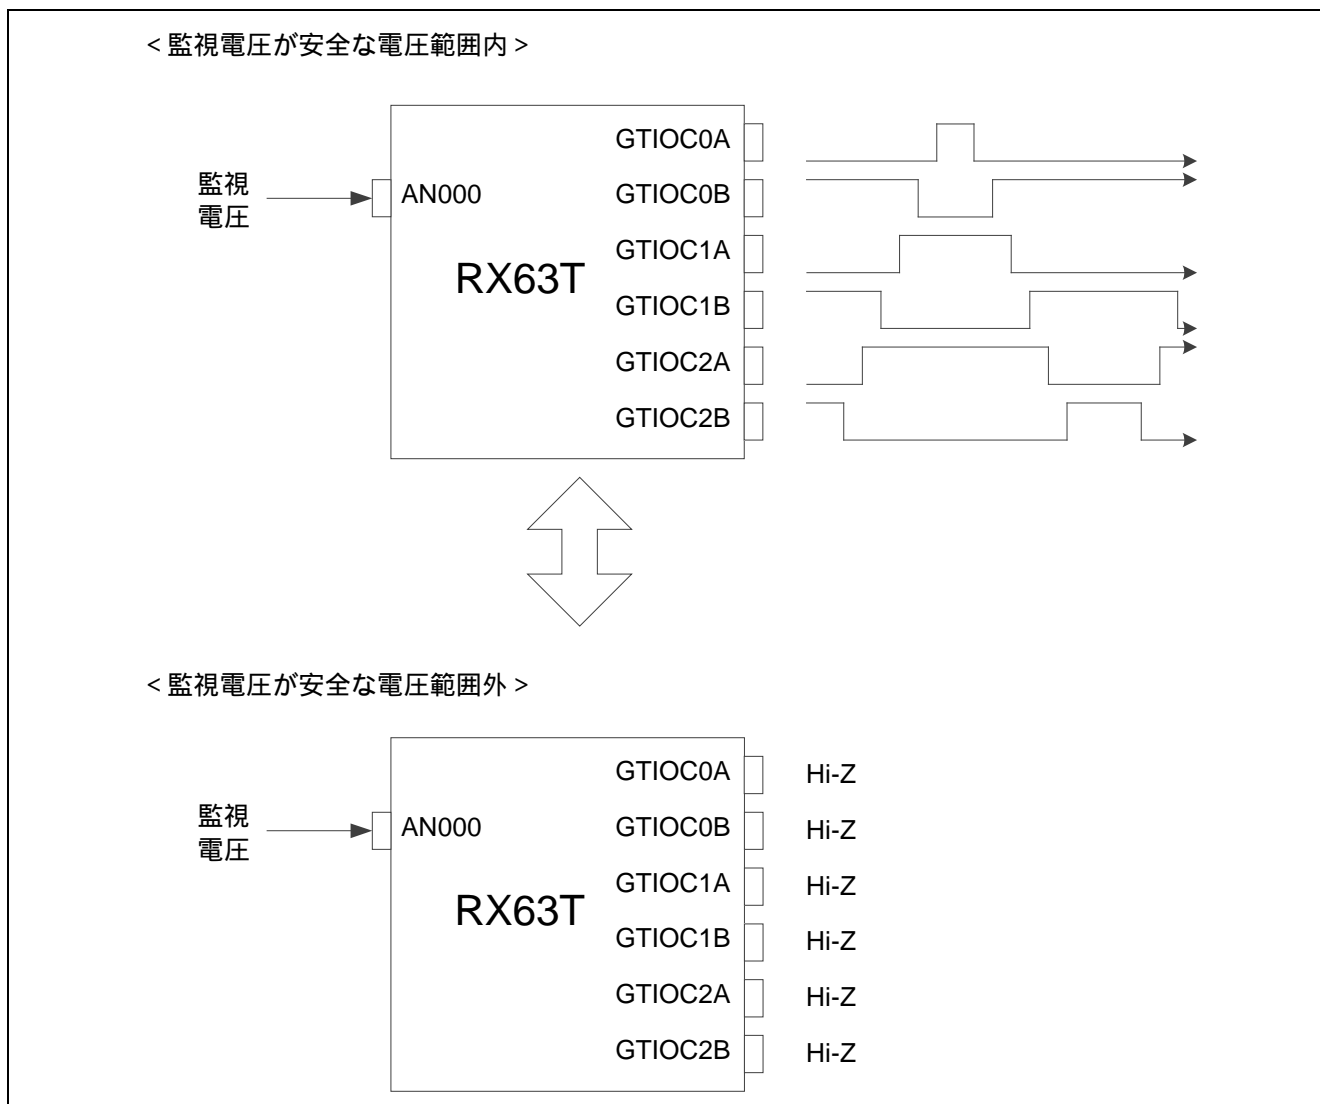 <監視電圧が安全な電圧範囲内>
監視
電圧
AN000
RX63T
GTIOC0A
GTIOC0B
GTIOC1A
GTIOC1B
GTIOC2A
GTIOC2B
<監視電圧が安全な電圧範囲外>
監視
電圧
AN000
RX63T
GTIOC0A Hi-Z
GTIOC0B Hi-Z
GTIOC1A Hi-Z
GTIOC1B Hi-Z
GTIOC2A Hi-Z
GTIOC2B Hi-Z